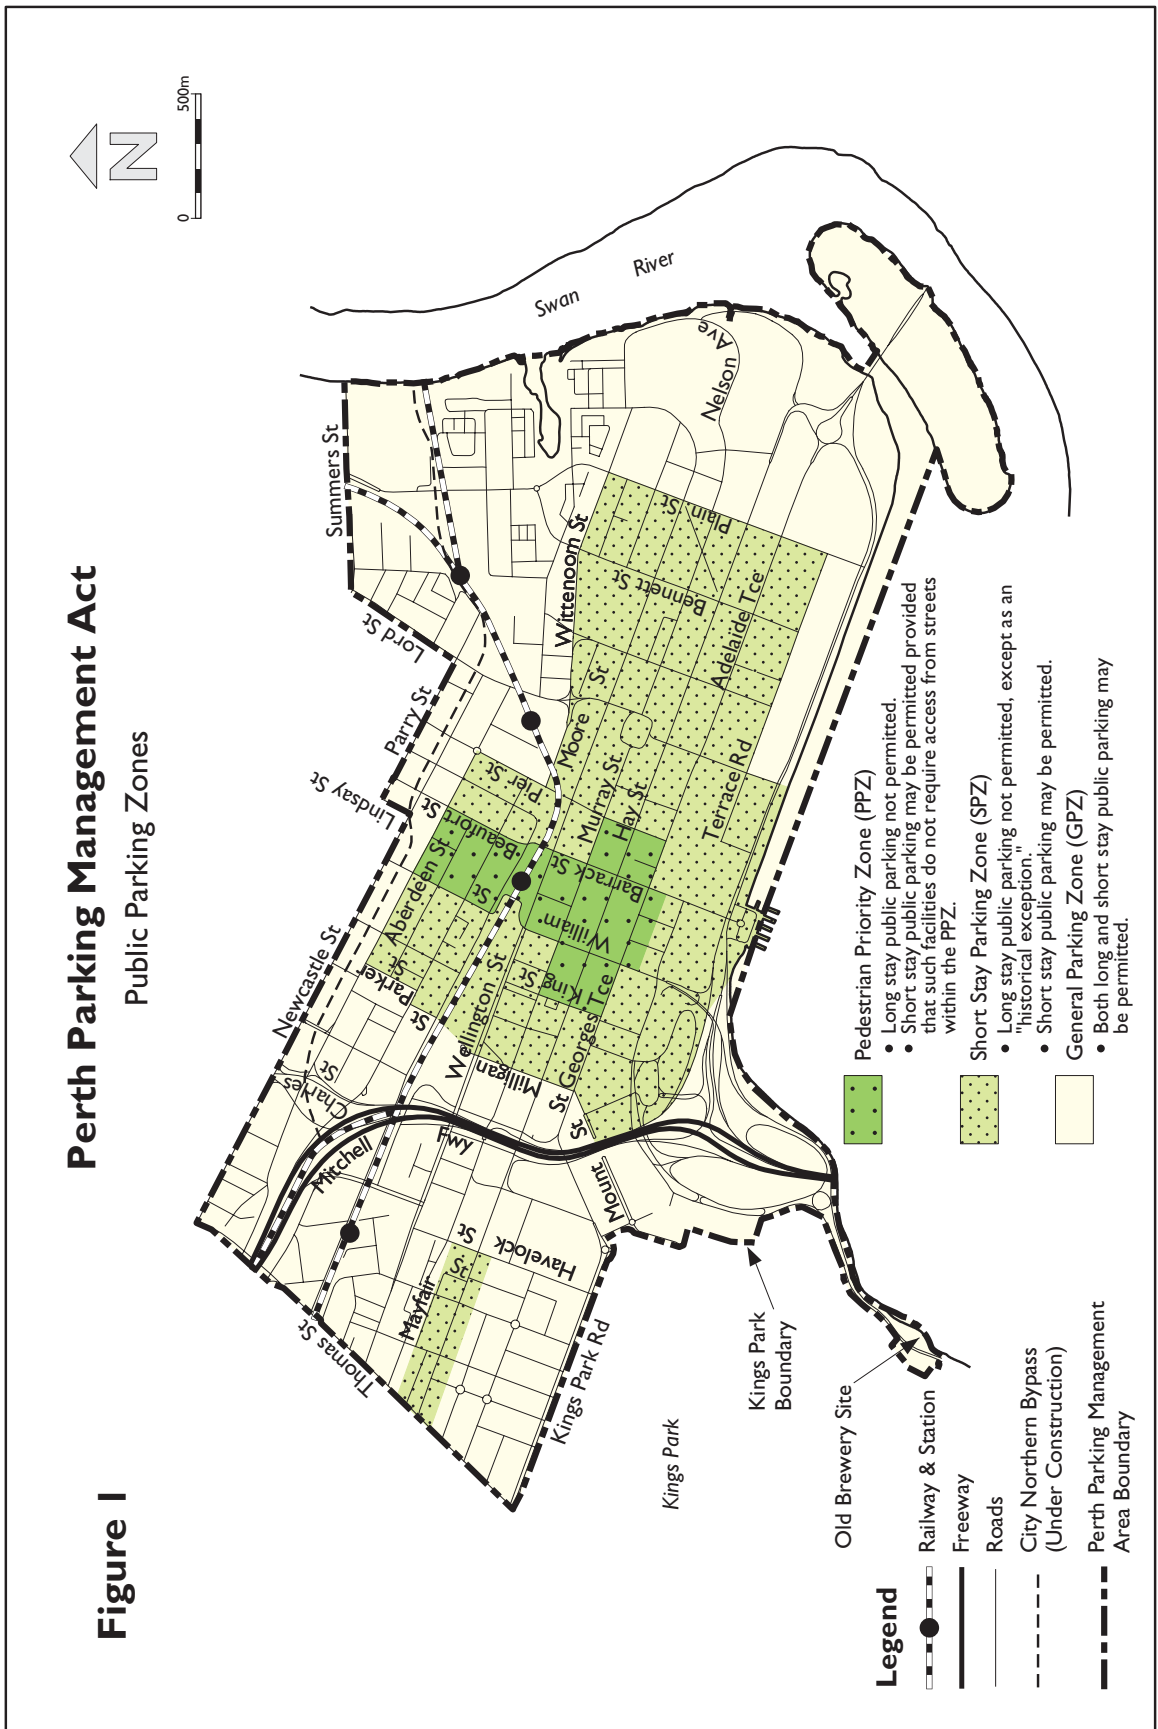 Figure 1
Perth Parking Management Act
Public Parking Zones
N
0
500m
Summers St
Lord St
Parry St
Lindsay St
Newcastle St
Charles
St
Mitchell
Fwy
Thomas St
Mayfair
St
Havelock
St
Kings Park Rd
Kings Park
Mount
St
Aberdeen St
Parker
St
St
Beaufort
St
Pier St
St
Wellington St
Milligan
St
King St
William
Barrack St
St Georges Tce
Murray St
Hay St
Moore
St
Wittenoom St
Bennett St
Plain St
Adelaide Tce
Terrace Rd
Nelson
Ave
Swan
River
Kings Park
Boundary
Old Brewery Site
Legend
Railway & Station
Freeway
Roads
City Northern Bypass
(Under Construction)
Perth Parking Management
Area Boundary
Pedestrian Priority Zone (PPZ)
• Long stay public parking not permitted.
• Short stay public parking may be permitted provided
that such facilities do not require access from streets
within the PPZ.
Short Stay Parking Zone (SPZ)
• Long stay public parking not permitted, except as an
"historical exception."
• Short stay public parking may be permitted.
General Parking Zone (GPZ)
• Both long and short stay public parking may
be permitted.